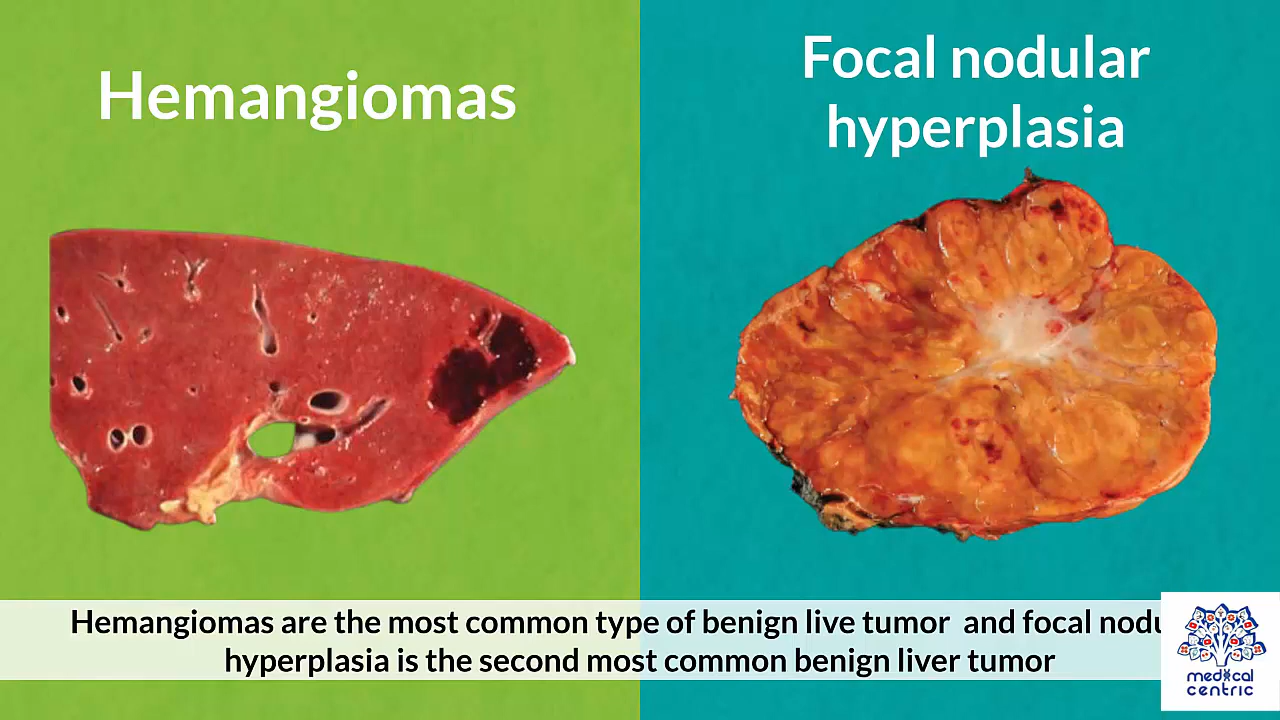 Hemangiomas
Focal nodular
hyperplasia
Hemangiomas are the most common type of benign live tumor and focal nodu
hyperplasia is the second most common benign liver tumor
medical
centric